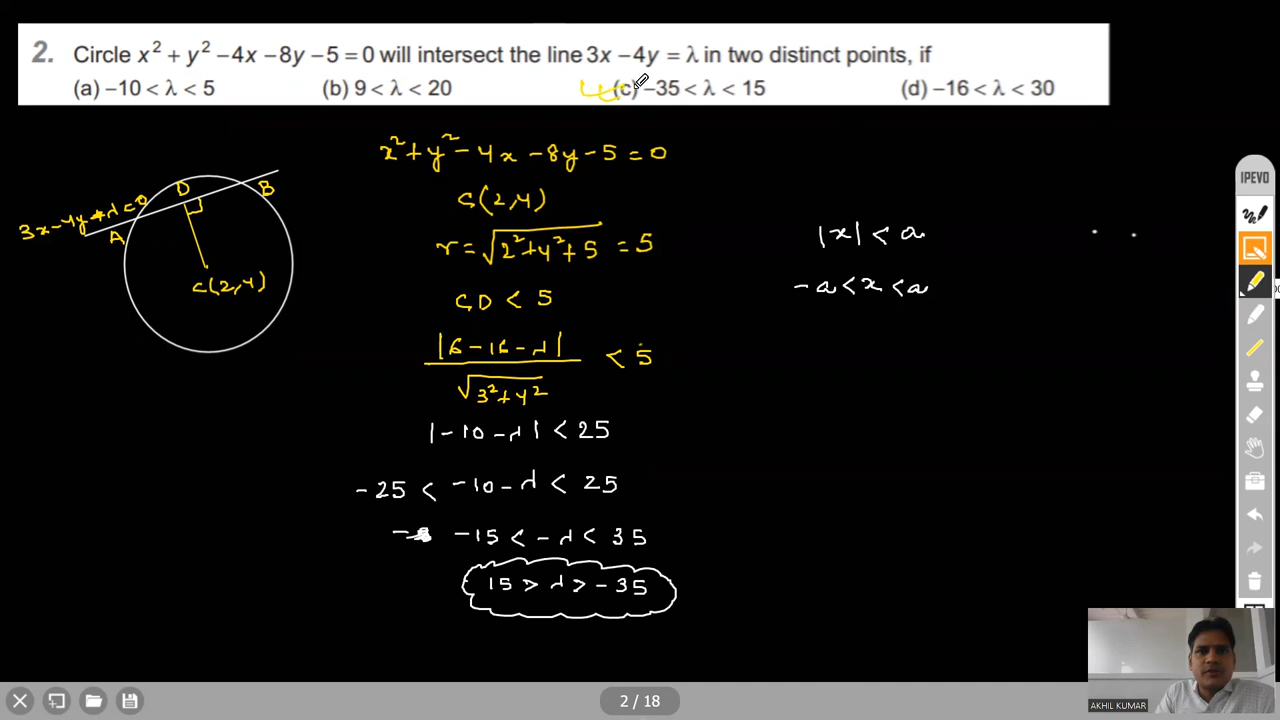 2. Circle x² + y² − 4x − 8y − 5 = 0 will intersect the line 3x − 4y = λ in two distinct points, if
(a) −10 < λ < 5 (b) 9 < λ < 20 (c) −35 < λ < 15 (d) −16 < λ < 30
x² + y² − 4x − 8y − 5 = 0
C(2,4)
r = √2²+4²+5 = 5
CD < 5
|6 − 16 − λ| / √3²+4² < 5
|−10 − λ| < 25
−25 < −10 − λ < 25
−15 < −λ < 35
15 > λ > −35
D
B
A
3x − 4y − λ = 0
C(2,4)
|x| < a
−a < x < a
IPEVO
2 / 18
AKHIL KUMAR